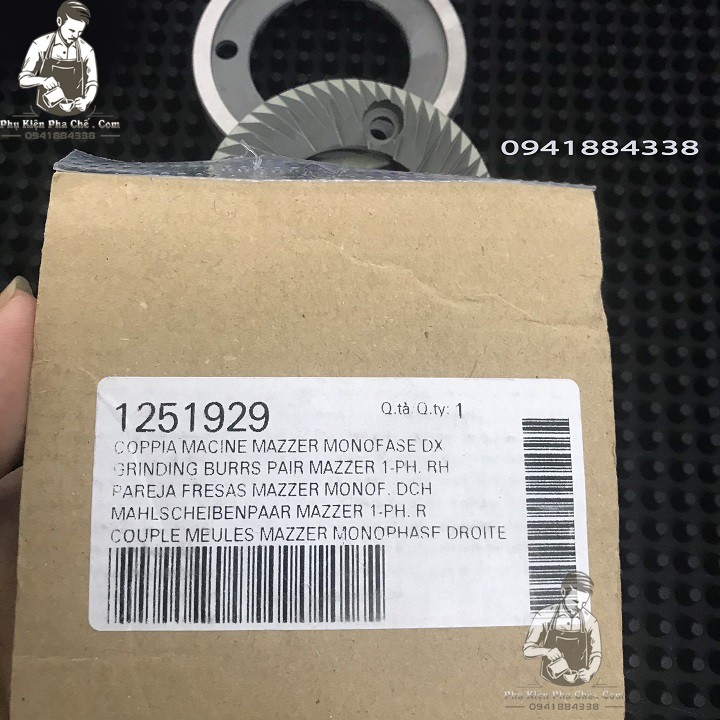 Phụ Kiện Pha Chế . Com
0941884338
0941884338
1251929
Q.tà Q.ty: 1
COPPIA MACINE MAZZER MONOFASE DX
GRINDING BURRS PAIR MAZZER 1-PH. RH
PAREJA FRESAS MAZZER MONOF. DCH
MAHLSCHEIBENPAAR MAZZER 1-PH. R
COUPLE MEULES MAZZER MONOPHASE DROITE
Phụ Kiện Pha Chế . Com
0941884338